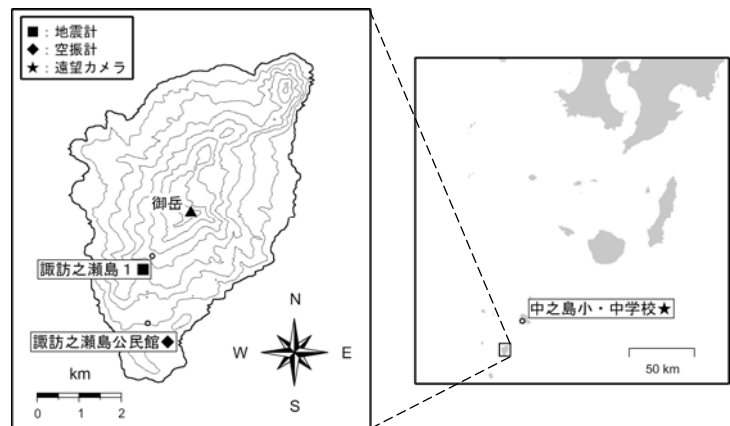 ■：地震計
◆：空振計
★：遠望カメラ
御岳
諏訪之瀬島１■
諏訪之瀬島公民館◆
km
0 1 2
N
W E
S
中之島小・中学校★
50 km